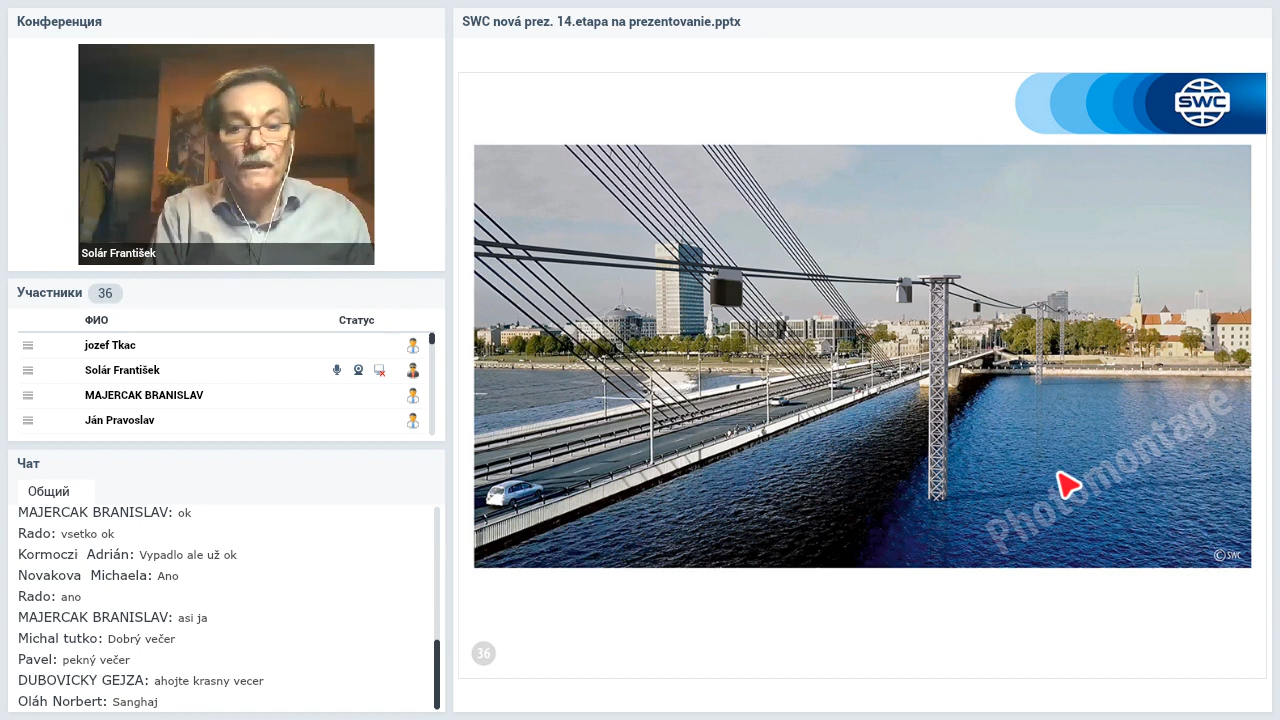 Конференция
Solár František
Участники 36
ФИО Статус
jozef Tkac
Solár František
MAJERCAK BRANISLAV
Ján Pravoslav
Чат
Общий
MAJERCAK BRANISLAV: ok
Rado: vsetko ok
Kormoczi Adrián: Vypadlo ale už ok
Novakova Michaela: Ano
Rado: ano
MAJERCAK BRANISLAV: asi ja
Michal tutko: Dobrý večer
Pavel: pekný večer
DUBOVICKY GEJZA: ahojte krasny vecer
Oláh Norbert: Sanghaj
SWC nová prez. 14.etapa na prezentovanie.pptx
SWC
Photomontage
© SWC
36